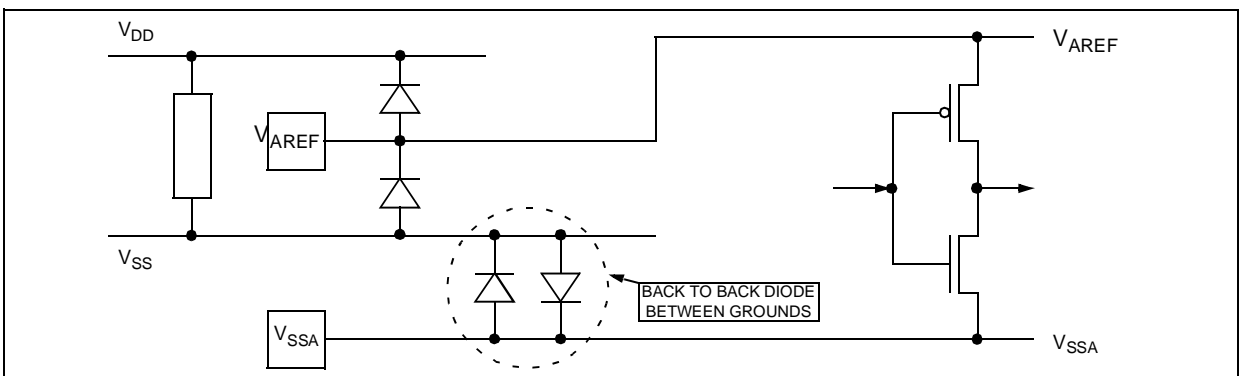 VDD
VAREF
VAREF
VSS
BACK TO BACK DIODE
BETWEEN GROUNDS
VSSA
VSSA